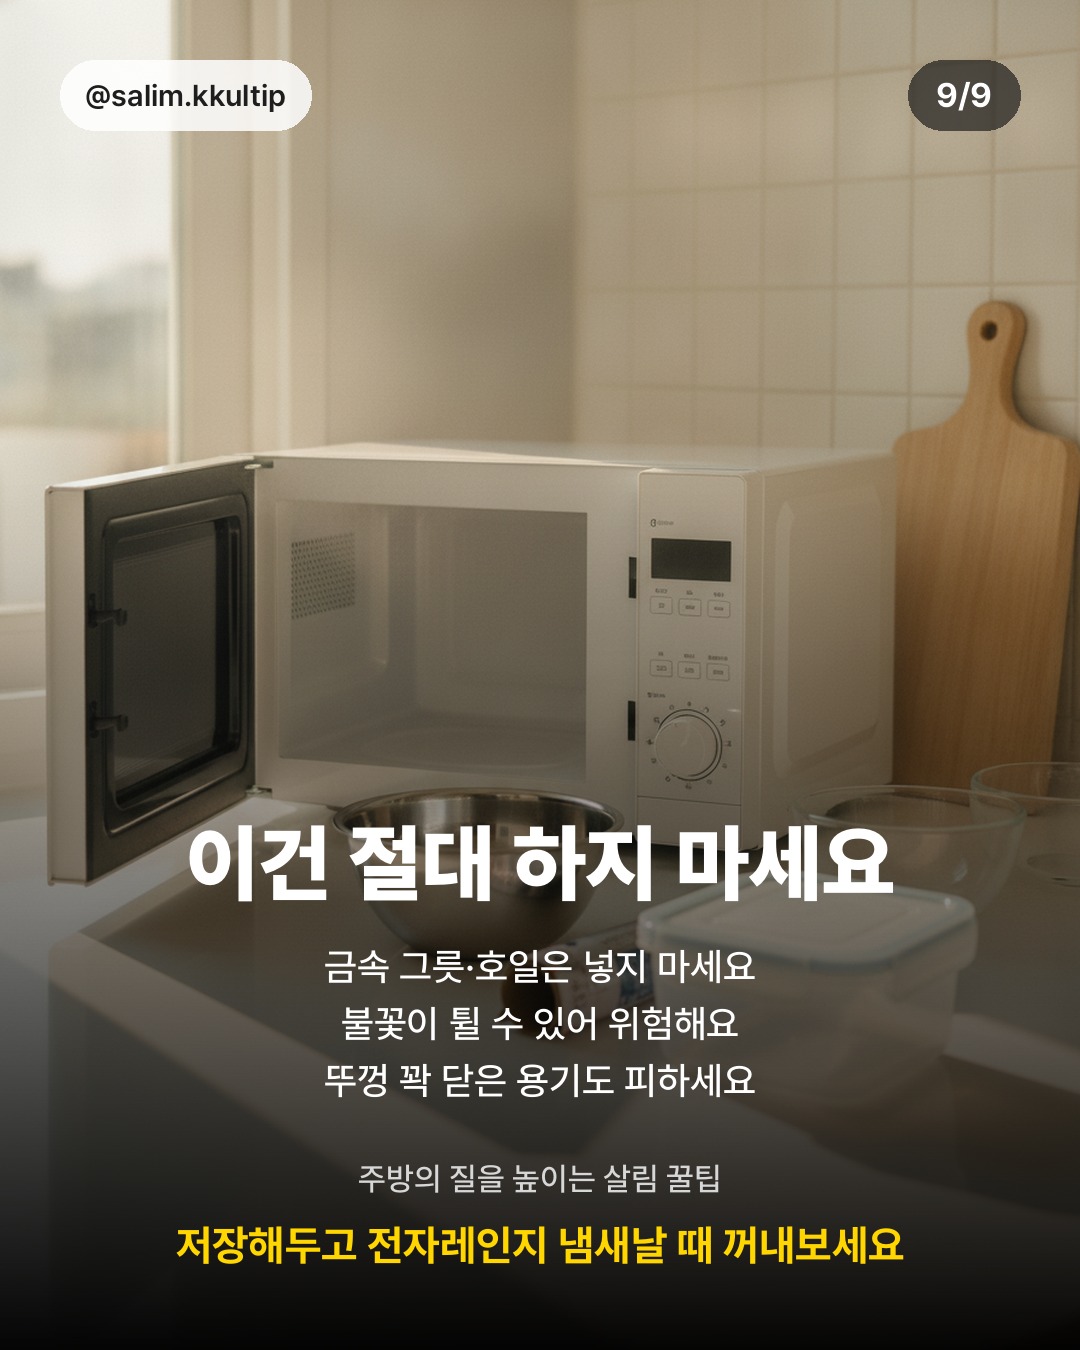 @salim.kkultip
9/9
이건 절대 하지 마세요
금속 그릇·호일은 넣지 마세요
불꽃이 튈 수 있어 위험해요
뚜껑 꽉 닫은 용기도 피하세요
주방의 질을 높이는 살림 꿀팁
저장해두고 전자레인지 냄새날 때 꺼내보세요